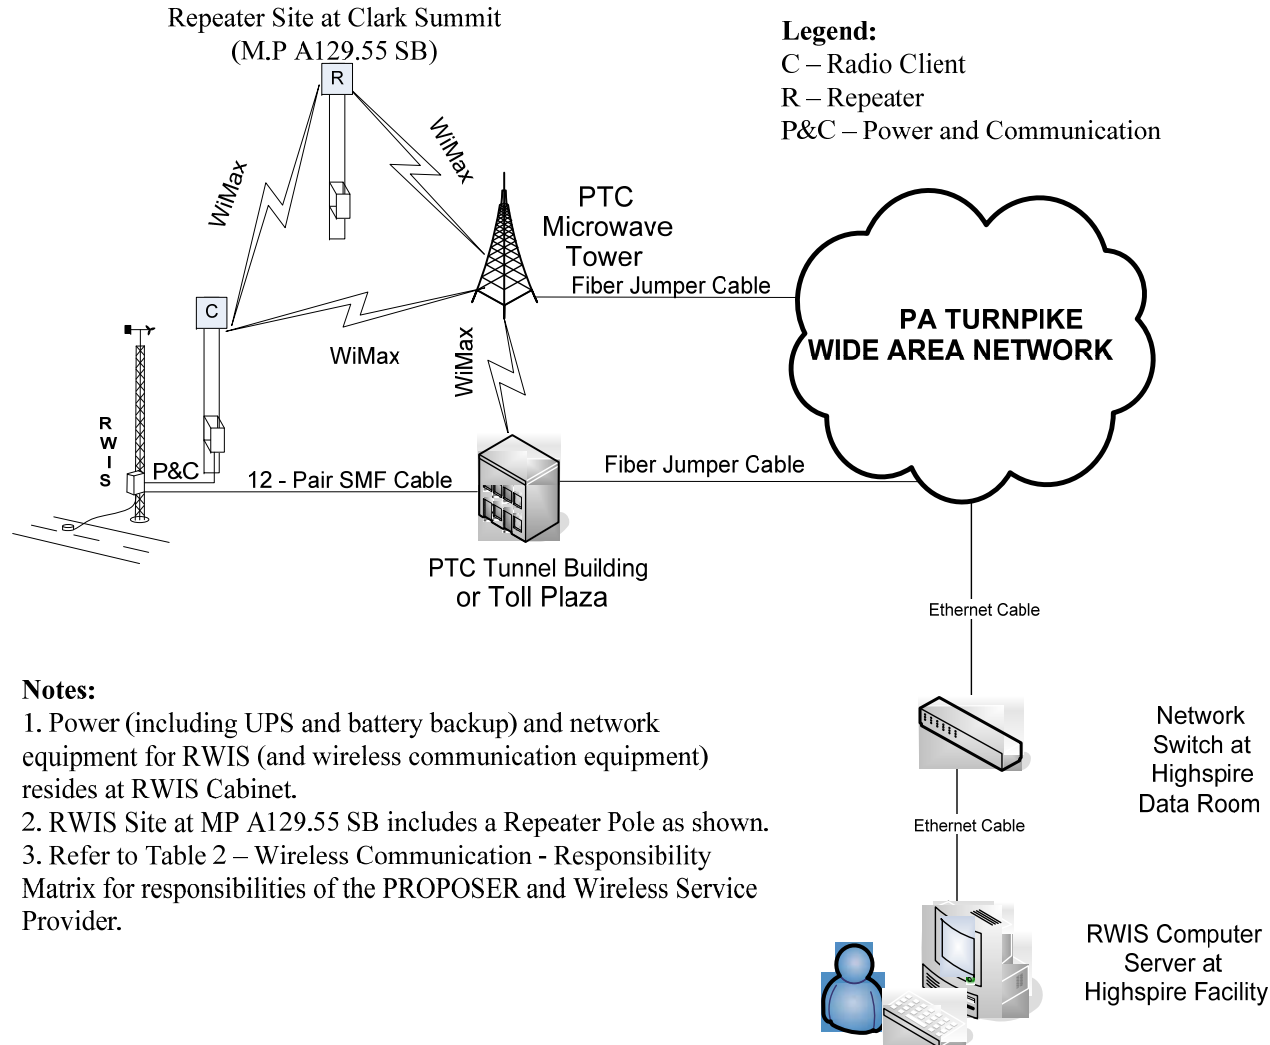 Repeater Site at Clark Summit
(M.P A129.55 SB)
Legend:
C – Radio Client
R – Repeater
P&C – Power and Communication
R
WiMax
WiMax
PTC
Microwave
Tower
Fiber Jumper Cable
PA TURNPIKE
WIDE AREA NETWORK
C
WiMax
WiMax
RWIS
P&C
12 - Pair SMF Cable
Fiber Jumper Cable
PTC Tunnel Building
or Toll Plaza
Ethernet Cable
Network
Switch at
Highspire
Data Room
Ethernet Cable
RWIS Computer
Server at
Highspire Facility
Notes:
1. Power (including UPS and battery backup) and network
equipment for RWIS (and wireless communication equipment)
resides at RWIS Cabinet.
2. RWIS Site at MP A129.55 SB includes a Repeater Pole as shown.
3. Refer to Table 2 – Wireless Communication - Responsibility
Matrix for responsibilities of the PROPOSER and Wireless Service
Provider.